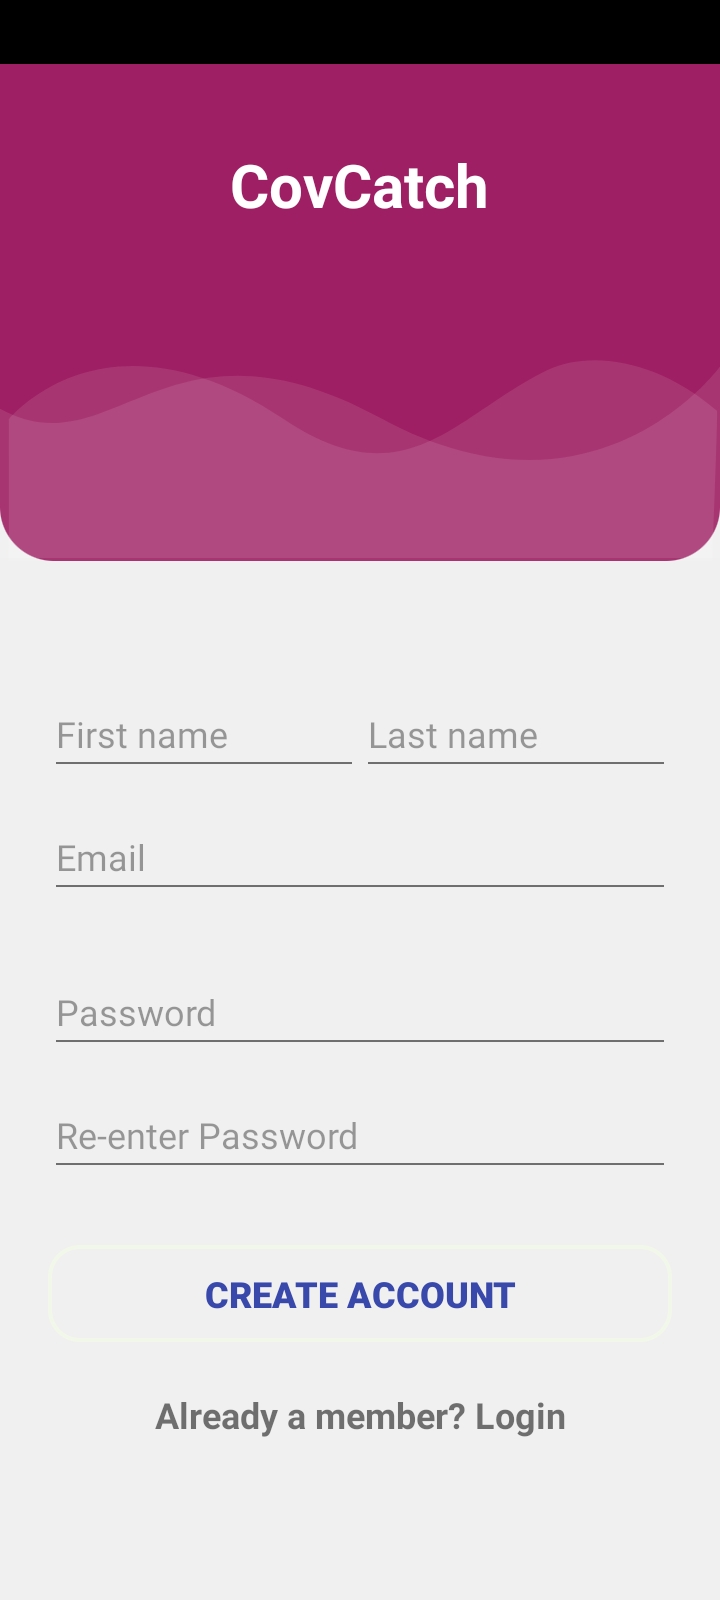 CovCatch
First name Last name
Email
Password
Re-enter Password
CREATE ACCOUNT
Already a member? Login